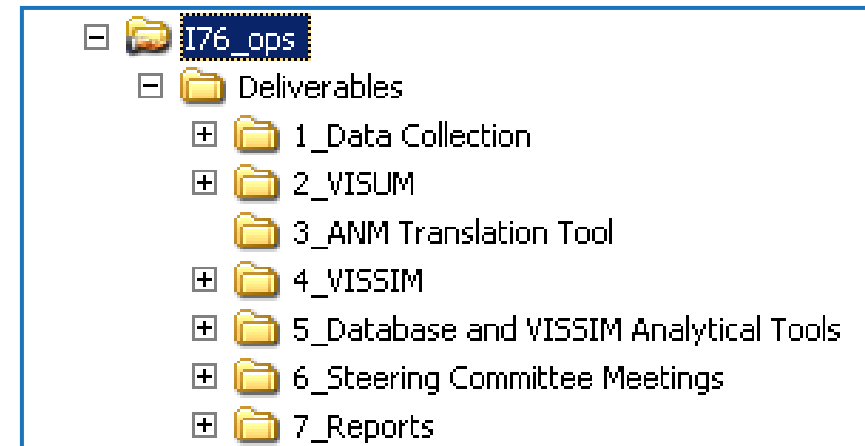 I76_ops
Deliverables
1_Data Collection
2_VISUM
3_ANM Translation Tool
4_VISSIM
5_Database and VISSIM Analytical Tools
6_Steering Committee Meetings
7_Reports